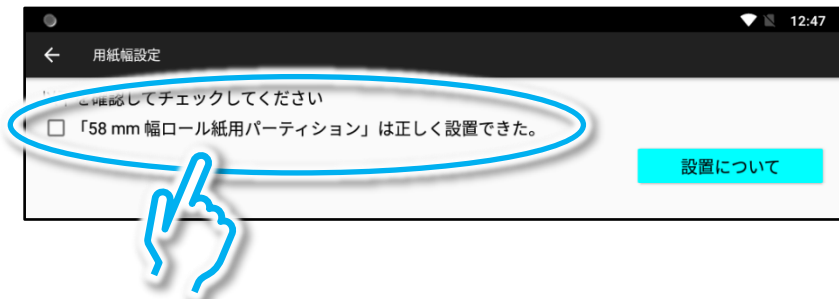 12:47
用紙幅設定
を確認してチェックしてください
「58 mm 幅ロール紙用パーティション」は正しく設置できた。
設置について